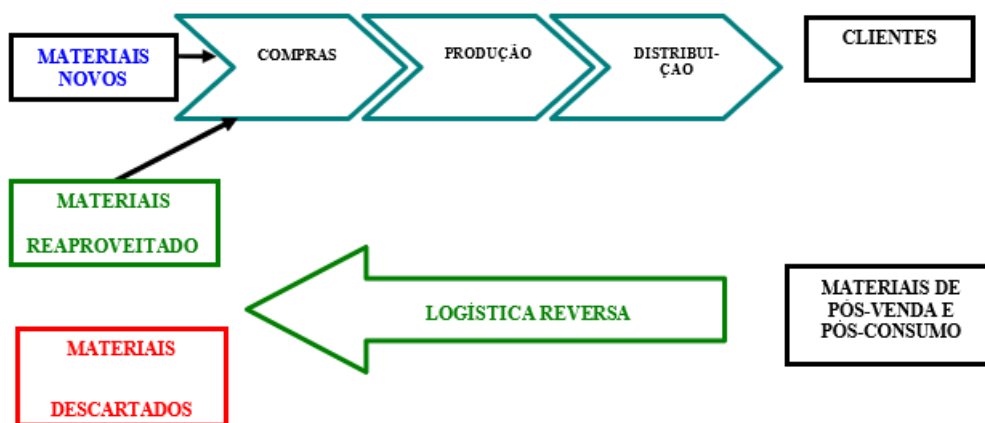 MATERIAIS
NOVOS
COMPRAS
PRODUÇÃO
DISTRIBUI-
ÇAO
CLIENTES
MATERIAIS
REAPROVEITADO
LOGÍSTICA REVERSA
MATERIAIS DE
PÓS-VENDA E
PÓS-CONSUMO
MATERIAIS
DESCARTADOS